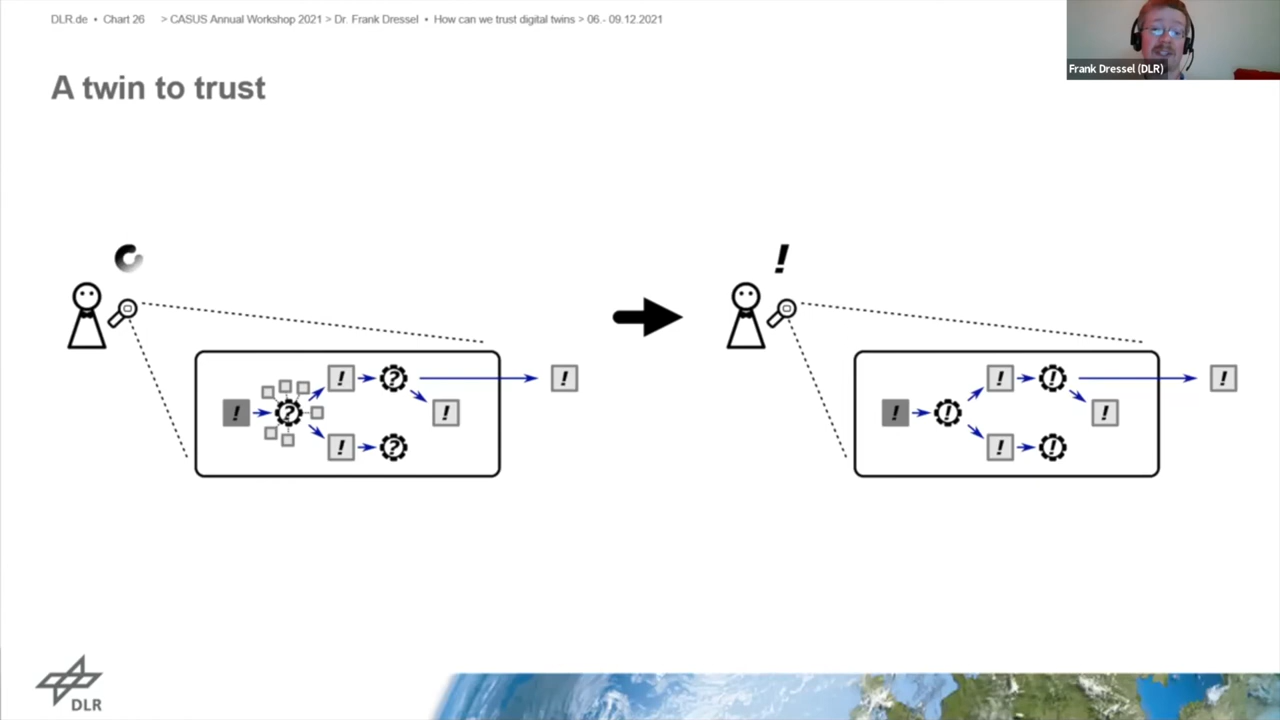 DLR.de • Chart 26 > CASUS Annual Workshop 2021 > Dr. Frank Dressel • How can we trust digital twins > 06.- 09.12.2021
Frank Dressel (DLR)
A twin to trust
!
! ? !
! ? !
! ?
! ! !
! ! !
! !
DLR